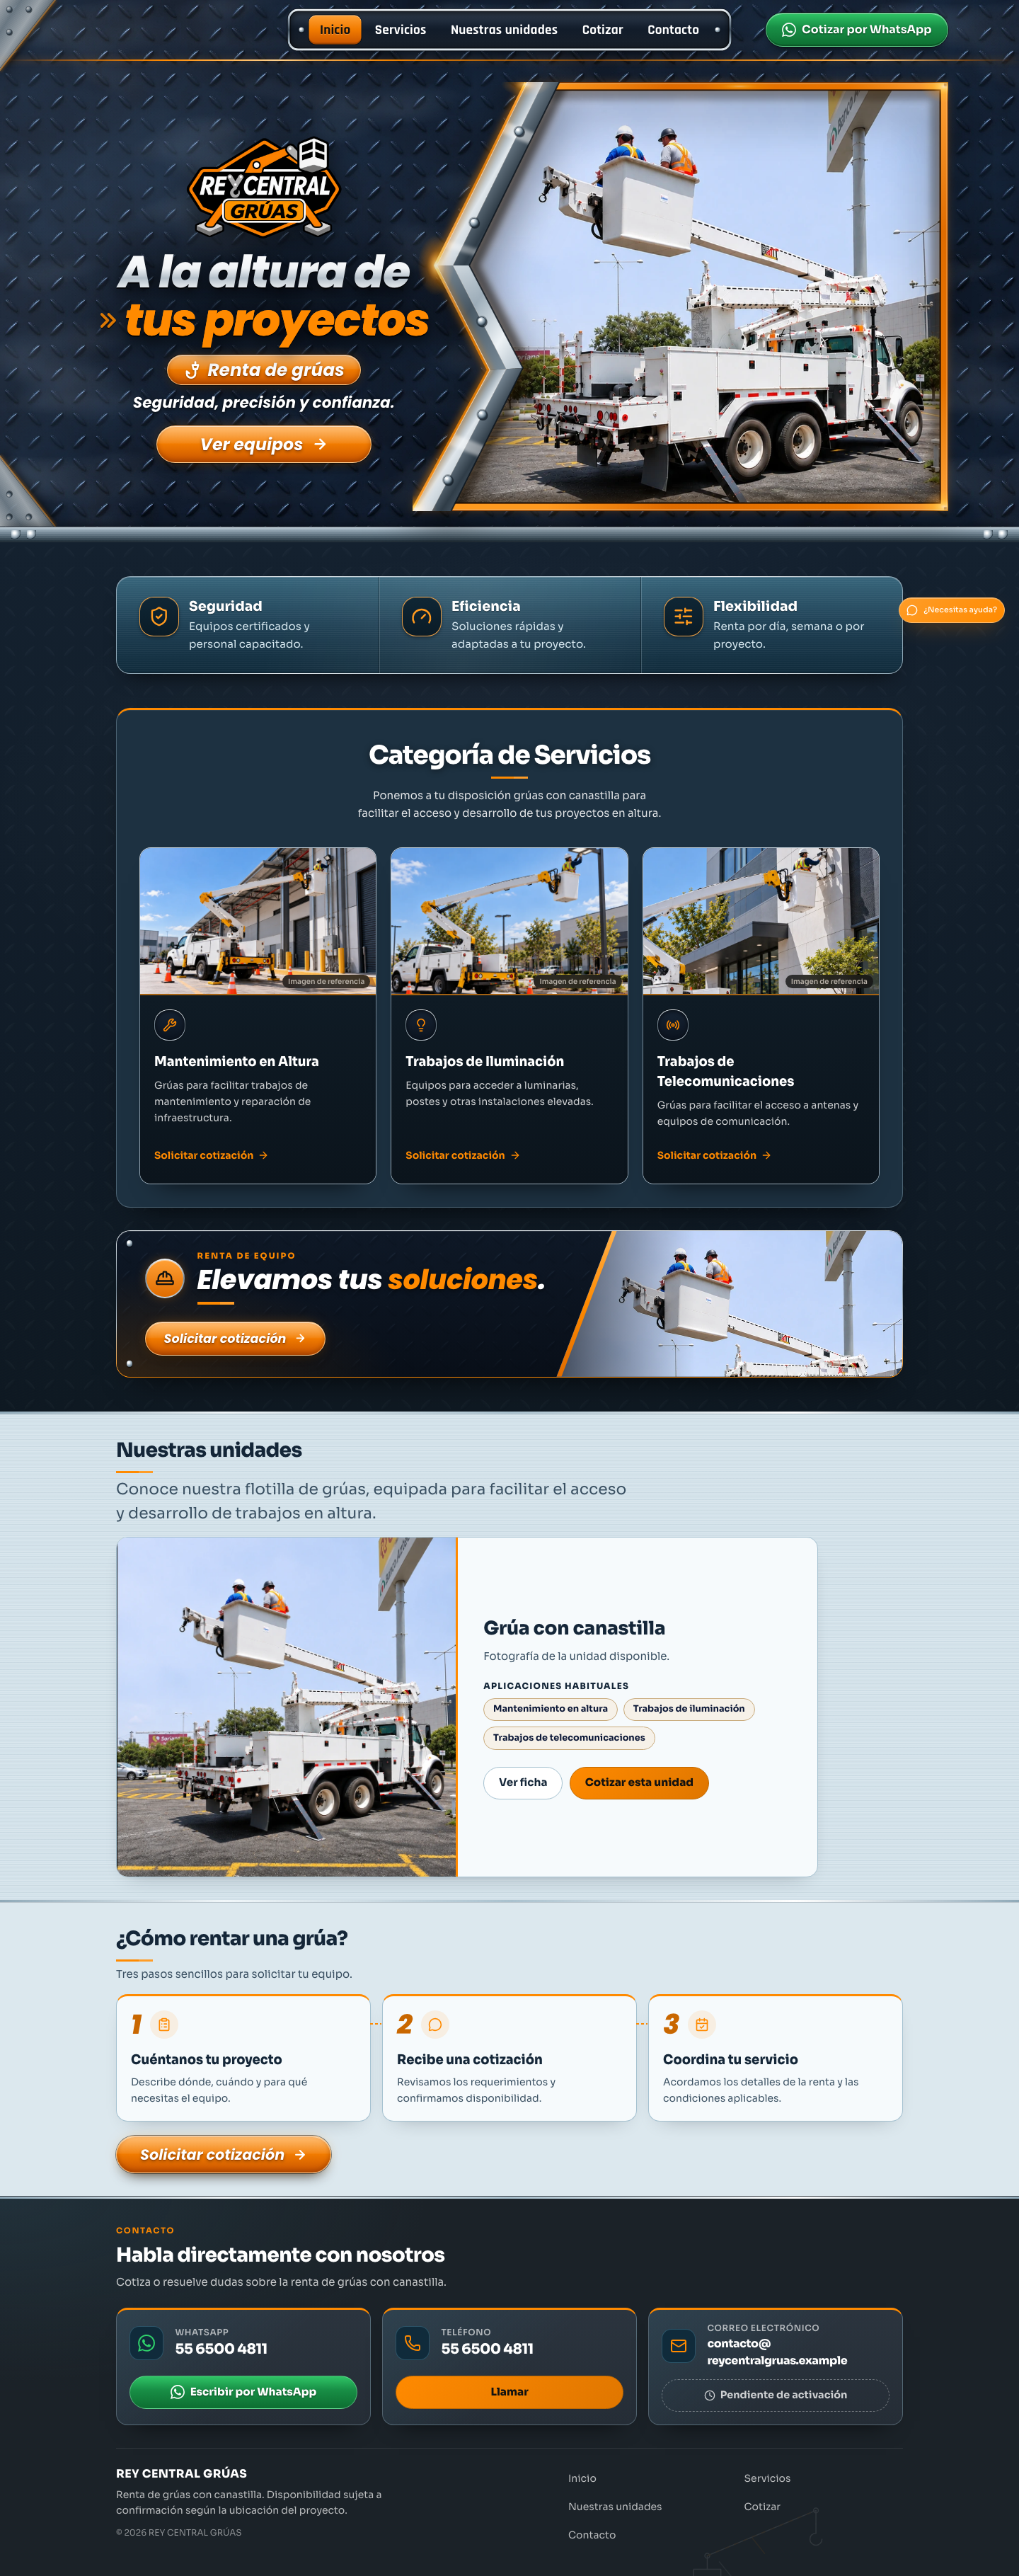 Inicio
Servicios
Nuestras unidades
Cotizar
Contacto
Cotizar por WhatsApp
REY CENTRAL
GRÚAS
A la altura de
» tus proyectos
Renta de grúas
Seguridad, precisión y confianza.
Ver equipos →
Seguridad
Equipos certificados y
personal capacitado.
Eficiencia
Soluciones rápidas y
adaptadas a tu proyecto.
Flexibilidad
Renta por día, semana o por
proyecto.
¿Necesitas ayuda?
Categoría de Servicios
Ponemos a tu disposición grúas con canastilla para
facilitar el acceso y desarrollo de tus proyectos en altura.
Imagen de referencia
Mantenimiento en Altura
Grúas para facilitar trabajos de
mantenimiento y reparación de
infraestructura.
Solicitar cotización →
Imagen de referencia
Trabajos de Iluminación
Equipos para acceder a luminarias,
postes y otras instalaciones elevadas.
Solicitar cotización →
Imagen de referencia
Trabajos de
Telecomunicaciones
Grúas para facilitar el acceso a antenas y
equipos de comunicación.
Solicitar cotización →
RENTA DE EQUIPO
Elevamos tus soluciones.
Solicitar cotización →
Nuestras unidades
Conoce nuestra flotilla de grúas, equipada para facilitar el acceso
y desarrollo de trabajos en altura.
Grúa con canastilla
Fotografía de la unidad disponible.
APLICACIONES HABITUALES
Mantenimiento en altura
Trabajos de iluminación
Trabajos de telecomunicaciones
Ver ficha
Cotizar esta unidad
¿Cómo rentar una grúa?
Tres pasos sencillos para solicitar tu equipo.
1
Cuéntanos tu proyecto
Describe dónde, cuándo y para qué
necesitas el equipo.
2
Recibe una cotización
Revisamos los requerimientos y
confirmamos disponibilidad.
3
Coordina tu servicio
Acordamos los detalles de la renta y las
condiciones aplicables.
Solicitar cotización →
CONTACTO
Habla directamente con nosotros
Cotiza o resuelve dudas sobre la renta de grúas con canastilla.
WHATSAPP
55 6500 4811
Escribir por WhatsApp
TELÉFONO
55 6500 4811
Llamar
CORREO ELECTRÓNICO
contacto@
reycentralgruas.example
Pendiente de activación
REY CENTRAL GRÚAS
Renta de grúas con canastilla. Disponibilidad sujeta a
confirmación según la ubicación del proyecto.
© 2026 REY CENTRAL GRÚAS
Inicio
Servicios
Nuestras unidades
Cotizar
Contacto